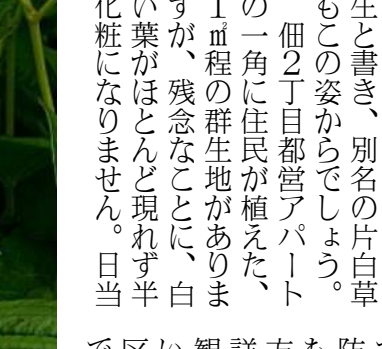 生と書き、別名の片白草
もこの姿からでしょう。
佃2丁目都営アパート
の一角に住民が植えた、
1㎡程の群生地がありま
すが、残念なことに、白
い葉がほとんど現れず半
化粧になりません。日当